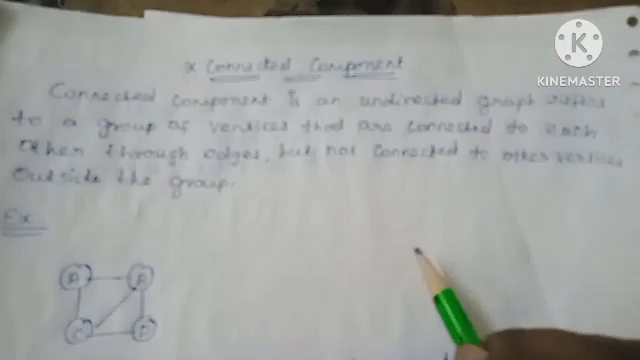 K
KINEMASTER
* Connected Component
Connected component is an undirected graph refers
to a group of vertices that are connected to each
other through edges, but not connected to other vertices
outside the group.
Ex
A B
C D